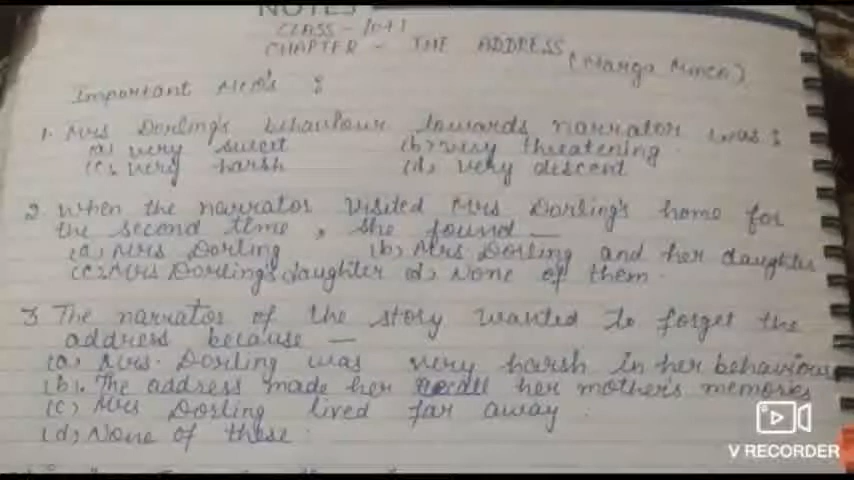 NOTES
CLASS - 10+1
CHAPTER - THE ADDRESS
(Marga Minco)
Important MCQ's :
1. Mrs Dorling's behaviour towards narrator was :
(a) very sweet (b) very threatening
(c) very harsh (d) very discent
2. When the narrator visited Mrs Dorling's home for
the second time, she found —
(a) Mrs Dorling (b) Mrs Dorling and her daughter
(c) Mrs Dorling's daughter (d) None of them.
3 The narrator of the story wanted to forget the
address because —
(a) Mrs. Dorling was very harsh in her behaviour
(b). The address made her recall her mother's memories
(c) Mrs Dorling lived far away.
(d) None of these.
V RECORDER